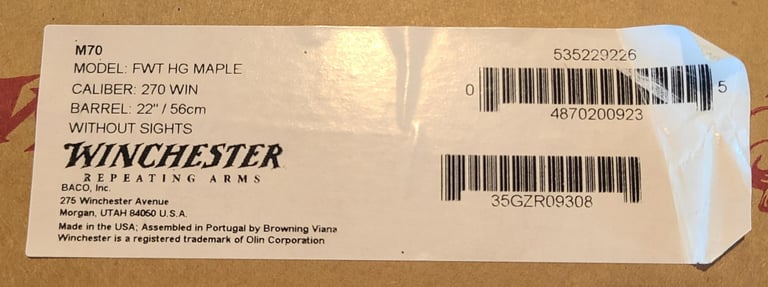 M70
MODEL: FWT HG MAPLE
CALIBER: 270 WIN
BARREL: 22" / 56cm
WITHOUT SIGHTS
WINCHESTER
REPEATING ARMS
BACO, Inc.
275 Winchester Avenue
Morgan, UTAH 84050 U.S.A.
Made in the USA; Assembled in Portugal by Browning Viana
Winchester is a registered trademark of Olin Corporation
535229226
0 4870200923 5
35GZR09308